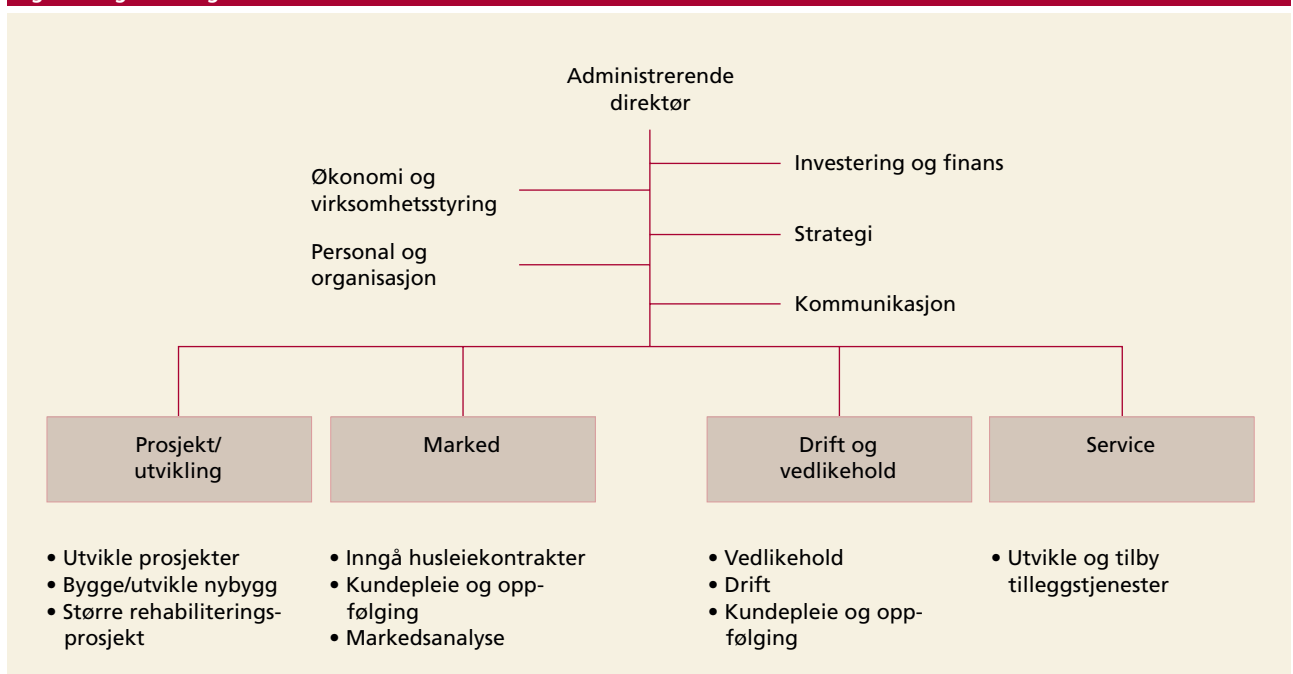 Administrerende
direktør
Investering og finans
Økonomi og
virksomhetsstyring
Strategi
Personal og
organisasjon
Kommunikasjon
Prosjekt/
utvikling
Marked
Drift og
vedlikehold
Service
• Utvikle prosjekter
• Bygge/utvikle nybygg
• Større rehabiliterings-
prosjekt
• Inngå husleiekontrakter
• Kundepleie og opp-
følging
• Markedsanalyse
• Vedlikehold
• Drift
• Kundepleie og opp-
følging
• Utvikle og tilby
tilleggstjenester